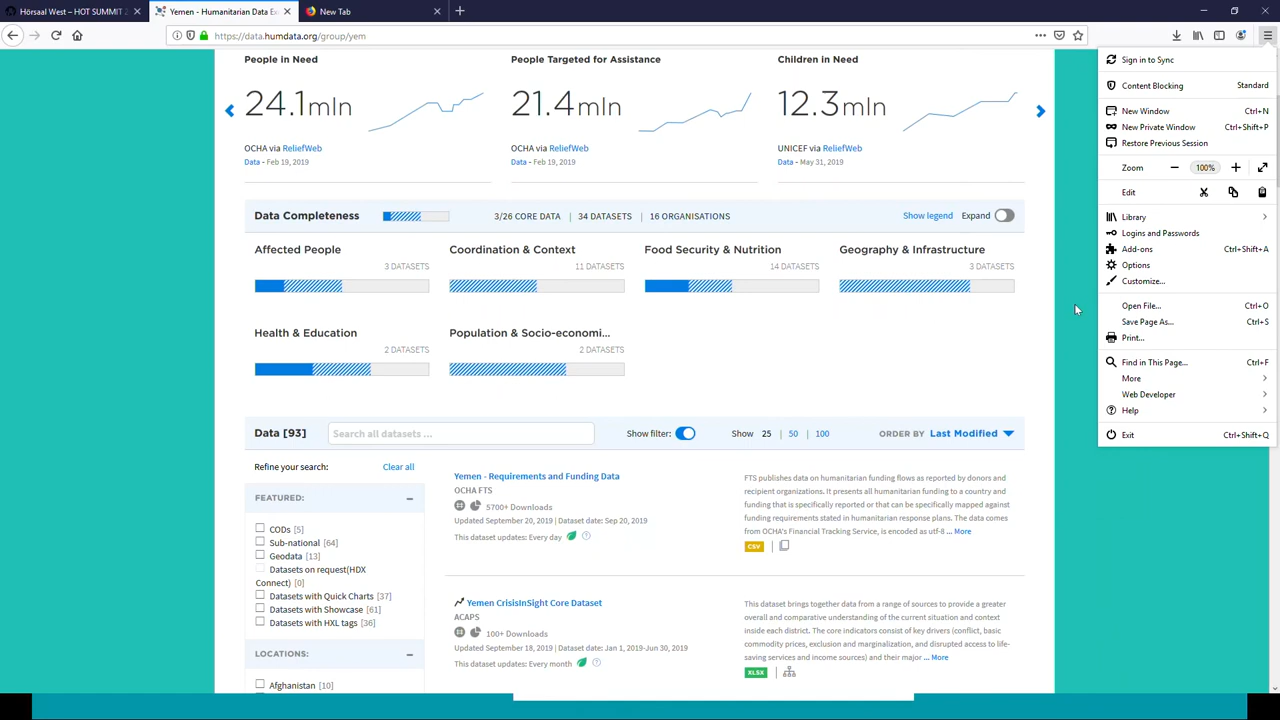 Hörsaal West – HOT SUMMIT 2
Yemen - Humanitarian Data Ex
New Tab
https://data.humdata.org/group/yem
People in Need
People Targeted for Assistance
Children in Need
24.1mln
21.4mln
12.3mln
OCHA via ReliefWeb
OCHA via ReliefWeb
UNICEF via ReliefWeb
Data - Feb 19, 2019
Data - Feb 19, 2019
Data - May 31, 2019
Data Completeness
3/26 CORE DATA | 34 DATASETS | 16 ORGANISATIONS
Show legend
Expand
Affected People
Coordination & Context
Food Security & Nutrition
Geography & Infrastructure
3 DATASETS
11 DATASETS
14 DATASETS
3 DATASETS
Health & Education
Population & Socio-economi...
2 DATASETS
2 DATASETS
Data [93]
Search all datasets ...
Show filter:
Show 25 | 50 | 100
ORDER BY Last Modified
Refine your search:
Clear all
FEATURED:
CODs [5]
Sub-national [64]
Geodata [13]
Datasets on request(HDX
Connect) [0]
Datasets with Quick Charts [37]
Datasets with Showcase [61]
Datasets with HXL tags [36]
LOCATIONS:
Afghanistan [10]
Yemen - Requirements and Funding Data
OCHA FTS
5700+ Downloads
Updated September 20, 2019 | Dataset date: Sep 20, 2019
This dataset updates: Every day
FTS publishes data on humanitarian funding flows as reported by donors and
recipient organizations. It presents all humanitarian funding to a country and
funding that is specifically reported or that can be specifically mapped against
funding requirements stated in humanitarian response plans. The data comes
from OCHA's Financial Tracking Service, is encoded as utf-8 ... More
CSV
Yemen CrisisInSight Core Dataset
ACAPS
100+ Downloads
Updated September 18, 2019 | Dataset date: Jan 1, 2019-Jun 30, 2019
This dataset updates: Every month
This dataset brings together data from a range of sources to provide a greater
overall and comparative understanding of the current situation and context
inside each district. The core indicators consist of key drivers (conflict, basic
commodity prices, exclusion and marginalization, and disrupted access to life-
saving services and income sources) and their major ... More
XLSX
Sign in to Sync
Content Blocking Standard
New Window Ctrl+N
New Private Window Ctrl+Shift+P
Restore Previous Session
Zoom 100%
Edit
Library
Logins and Passwords
Add-ons Ctrl+Shift+A
Options
Customize...
Open File... Ctrl+O
Save Page As... Ctrl+S
Print...
Find in This Page... Ctrl+F
More
Web Developer
Help
Exit Ctrl+Shift+Q